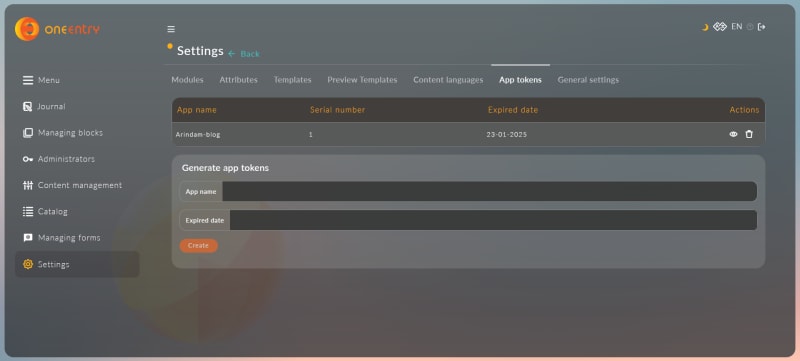 oneentry
EN
Settings
Back
Menu
Journal
Managing blocks
Administrators
Content management
Catalog
Managing forms
Settings
Modules Attributes Templates Preview Templates Content languages App tokens General settings
App name Serial number Expired date Actions
Arindam-blog 1 23-01-2025
Generate app tokens
App name
Expired date
Create